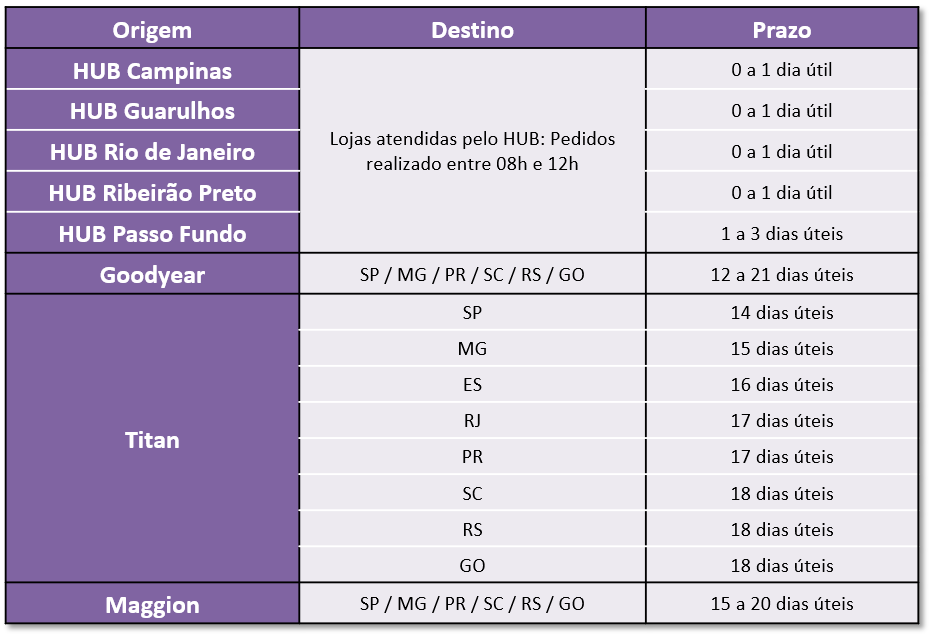 Origem Destino Prazo
HUB Campinas 0 a 1 dia útil
HUB Guarulhos 0 a 1 dia útil
Lojas atendidas pelo HUB: Pedidos
realizado entre 08h e 12h
HUB Rio de Janeiro 0 a 1 dia útil
HUB Ribeirão Preto 0 a 1 dia útil
HUB Passo Fundo 1 a 3 dias úteis
Goodyear SP / MG / PR / SC / RS / GO 12 a 21 dias úteis
Titan
SP 14 dias úteis
MG 15 dias úteis
ES 16 dias úteis
RJ 17 dias úteis
PR 17 dias úteis
SC 18 dias úteis
RS 18 dias úteis
GO 18 dias úteis
Maggion SP / MG / PR / SC / RS / GO 15 a 20 dias úteis